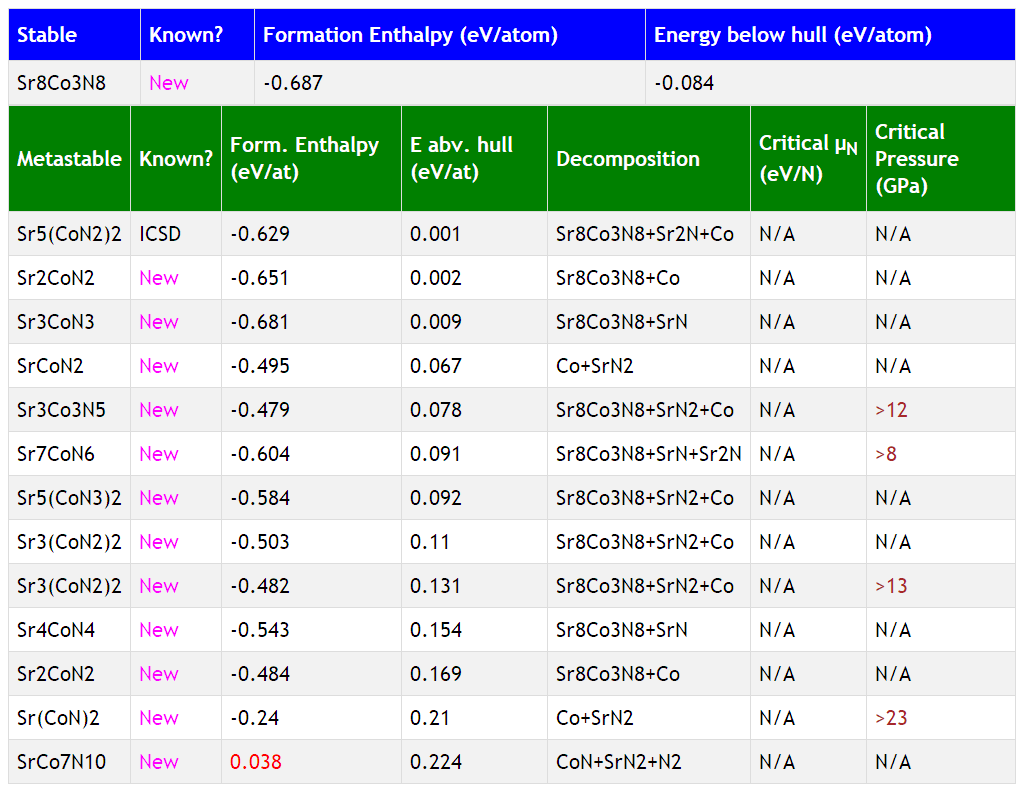 Stable Known? Formation Enthalpy (eV/atom) Energy below hull (eV/atom)
Sr8Co3N8 New -0.687 -0.084
Metastable Known? Form. Enthalpy (eV/at) E abv. hull (eV/at) Decomposition Critical μN (eV/N) Critical Pressure (GPa)
Sr5(CoN2)2 ICSD -0.629 0.001 Sr8Co3N8+Sr2N+Co N/A N/A
Sr2CoN2 New -0.651 0.002 Sr8Co3N8+Co N/A N/A
Sr3CoN3 New -0.681 0.009 Sr8Co3N8+SrN N/A N/A
SrCoN2 New -0.495 0.067 Co+SrN2 N/A N/A
Sr3Co3N5 New -0.479 0.078 Sr8Co3N8+SrN2+Co N/A >12
Sr7CoN6 New -0.604 0.091 Sr8Co3N8+SrN+Sr2N N/A >8
Sr5(CoN3)2 New -0.584 0.092 Sr8Co3N8+SrN2+Co N/A N/A
Sr3(CoN2)2 New -0.503 0.11 Sr8Co3N8+SrN2+Co N/A N/A
Sr3(CoN2)2 New -0.482 0.131 Sr8Co3N8+SrN2+Co N/A >13
Sr4CoN4 New -0.543 0.154 Sr8Co3N8+SrN N/A N/A
Sr2CoN2 New -0.484 0.169 Sr8Co3N8+Co N/A N/A
Sr(CoN)2 New -0.24 0.21 Co+SrN2 N/A >23
SrCo7N10 New 0.038 0.224 CoN+SrN2+N2 N/A N/A